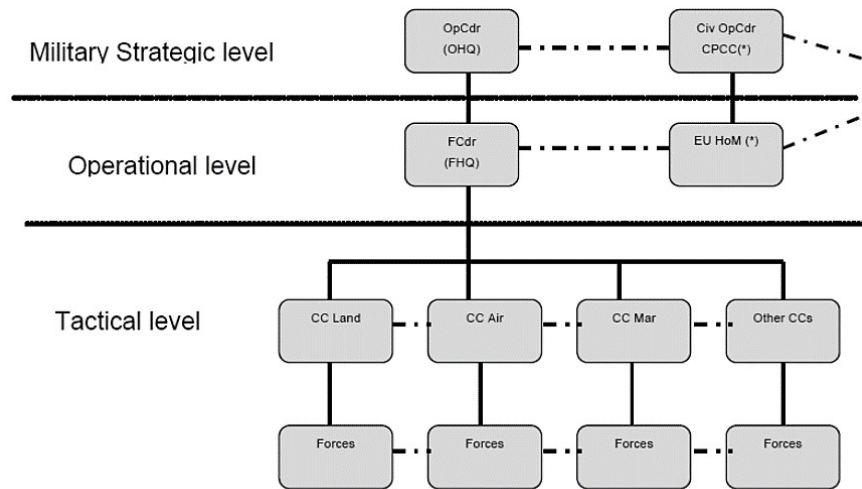 Military Strategic level
OpCdr
(OHQ)
Civ OpCdr
CPCC(*)
Operational level
FCdr
(FHQ)
EU HoM (*)
Tactical level
CC Land
CC Air
CC Mar
Other CCs
Forces
Forces
Forces
Forces